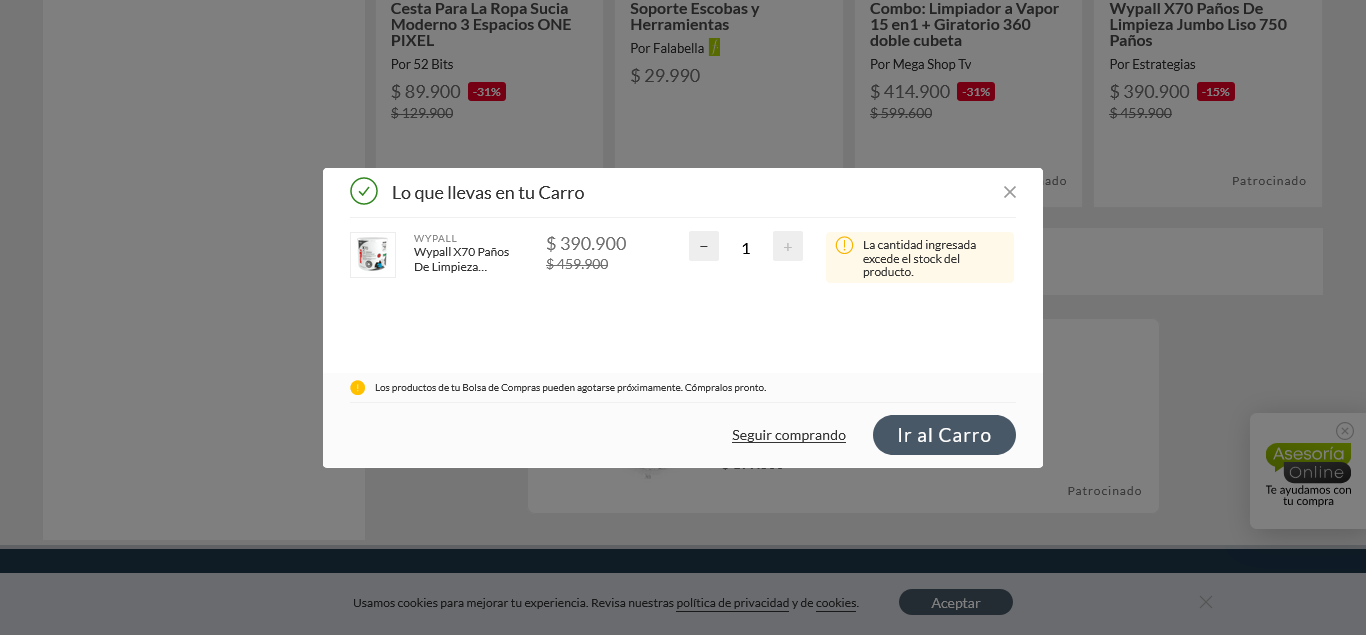 Cesta Para La Ropa Sucia
Moderno 3 Espacios ONE
PIXEL
Por 52 Bits
$ 89.900 -31%
$ 129.900
Soporte Escobas y
Herramientas
Por Falabella
$ 29.990
Combo: Limpiador a Vapor
15 en1 + Giratorio 360
doble cubeta
Por Mega Shop Tv
$ 414.900 -31%
$ 599.600
ado
Wypall X70 Paños De
Limpieza Jumbo Liso 750
Paños
Por Estrategias
$ 390.900 -15%
$ 459.900
Patrocinado
Lo que llevas en tu Carro
WYPALL
Wypall X70 Paños
De Limpieza...
$ 390.900
$ 459.900
− 1 +
La cantidad ingresada
excede el stock del
producto.
Los productos de tu Bolsa de Compras pueden agotarse próximamente. Cómpralos pronto.
Seguir comprando
Ir al Carro
Patrocinado
Asesoría
Online
Te ayudamos con
tu compra
Usamos cookies para mejorar tu experiencia. Revisa nuestras política de privacidad y de cookies.
Aceptar